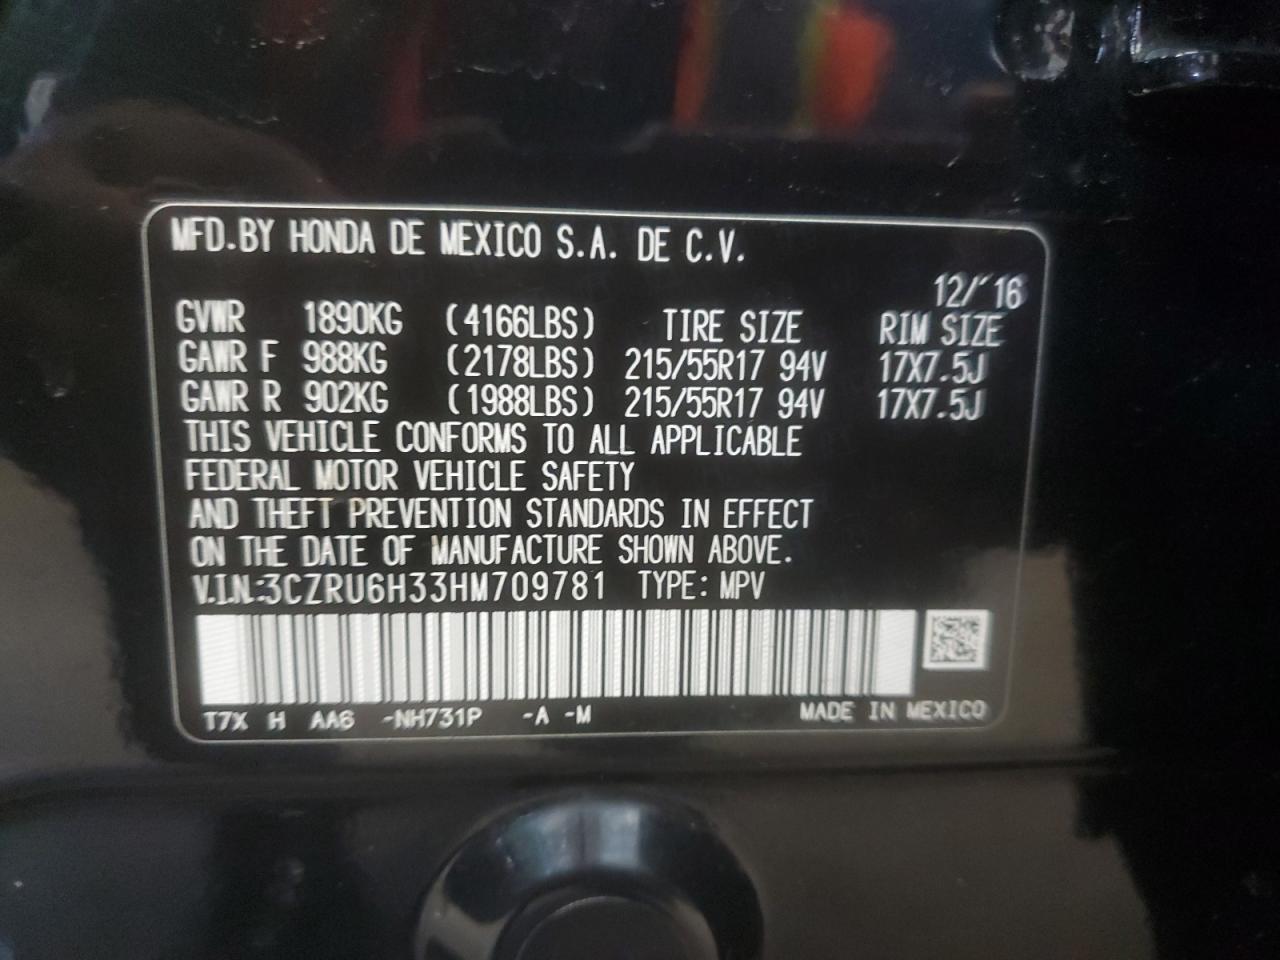 MFD.BY HONDA DE MEXICO S.A. DE C.V.
12/'16
GVWR 1890KG (4166LBS) TIRE SIZE RIM SIZE
GAWR F 988KG (2178LBS) 215/55R17 94V 17X7.5J
GAWR R 902KG (1988LBS) 215/55R17 94V 17X7.5J
THIS VEHICLE CONFORMS TO ALL APPLICABLE
FEDERAL MOTOR VEHICLE SAFETY
AND THEFT PREVENTION STANDARDS IN EFFECT
ON THE DATE OF MANUFACTURE SHOWN ABOVE.
V.I.N.:3CZRU6H33HM709781 TYPE: MPV
T7X H AA6 -NH731P -A -M MADE IN MEXICO